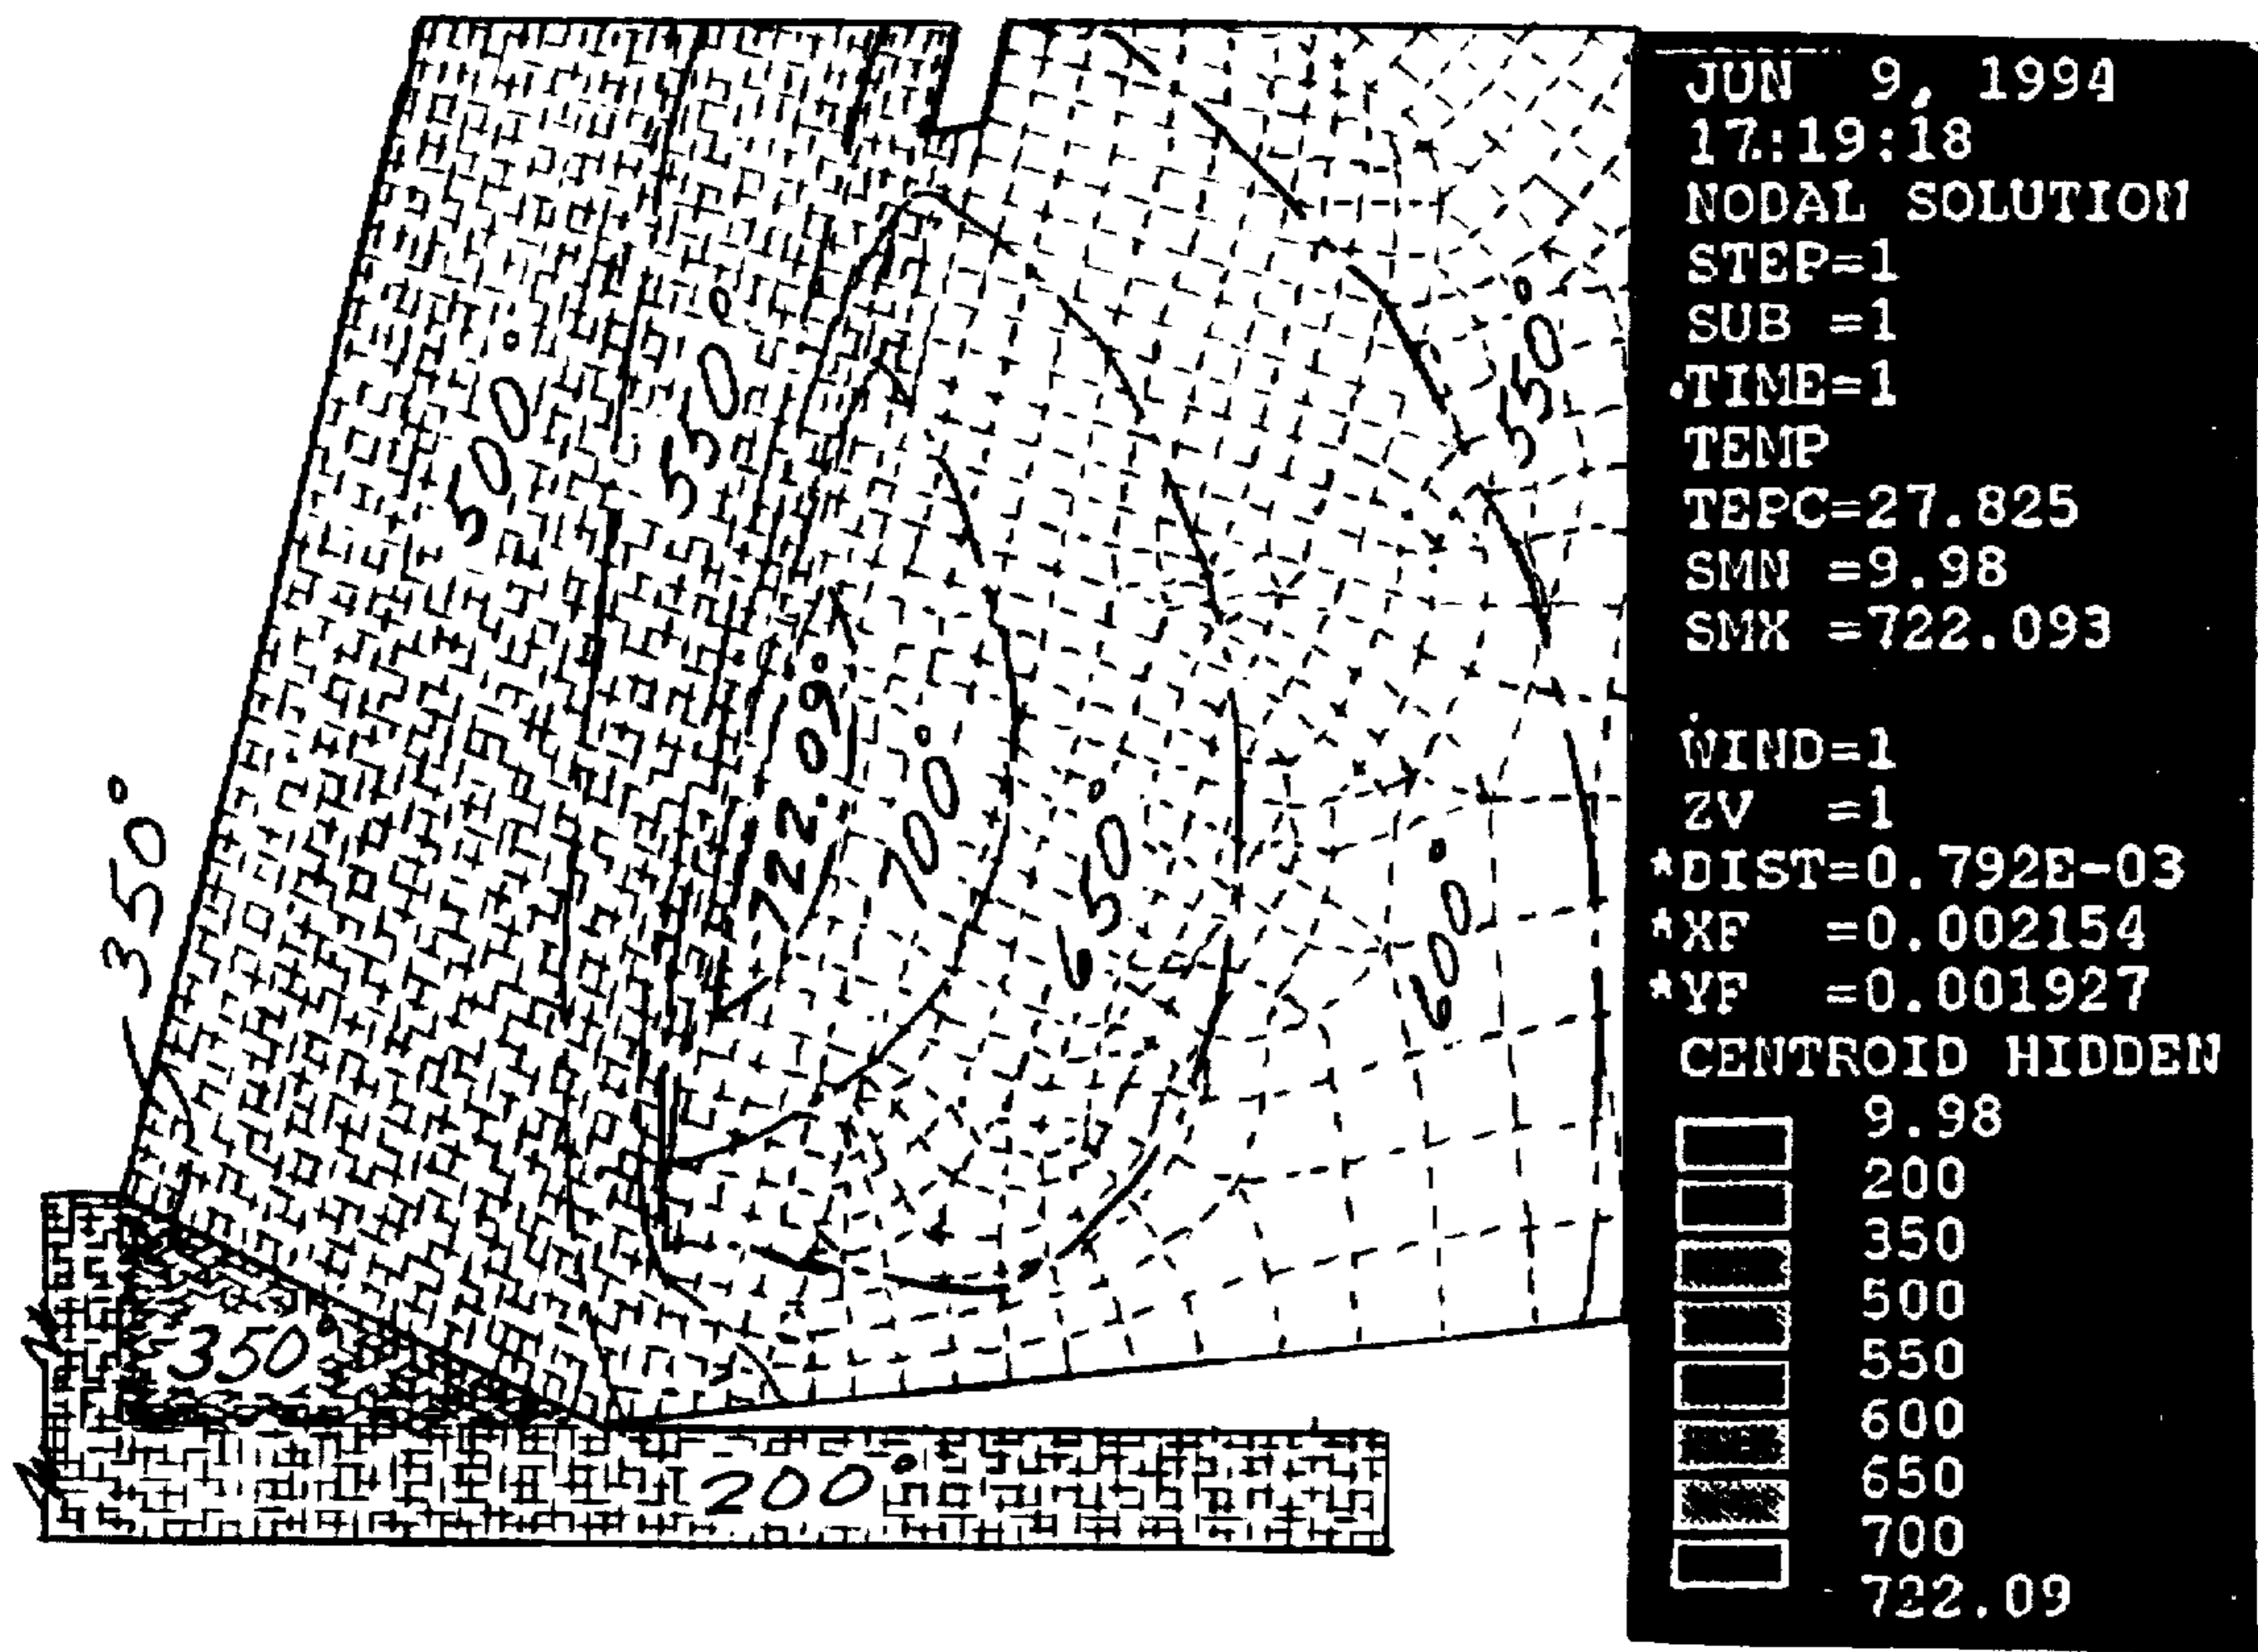 JUN 9, 1994
17:19:18
NODAL SOLUTION
STEP=1
SUB =1
TIME=1
TEMP
TEPC=27.825
SMN =9.98
SMX =722.093
WIND=1
ZV =1
*DIST=0.792E-03
*XF =0.002154
*YF =0.001927
CENTROID HIDDEN
9.98
200
350
500
550
600
650
700
722.09
500°
550°
550°
722.09°
700°
650°
600°
350°
350°
200°